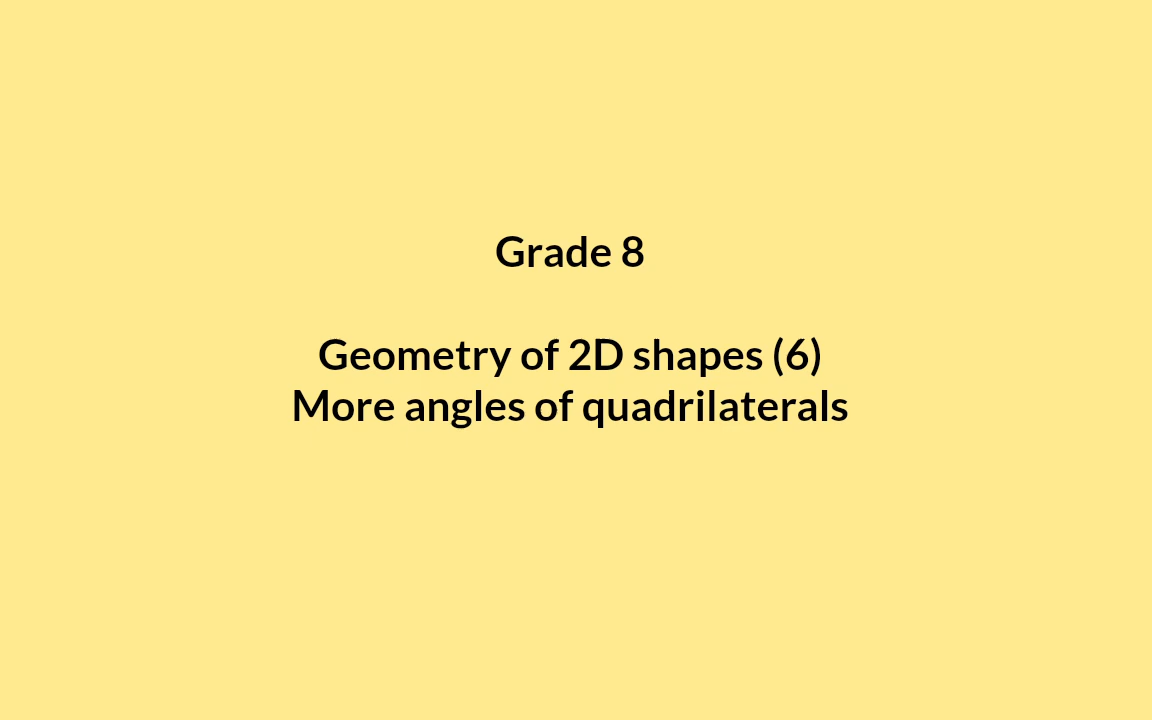 Grade 8
Geometry of 2D shapes (6)
More angles of quadrilaterals